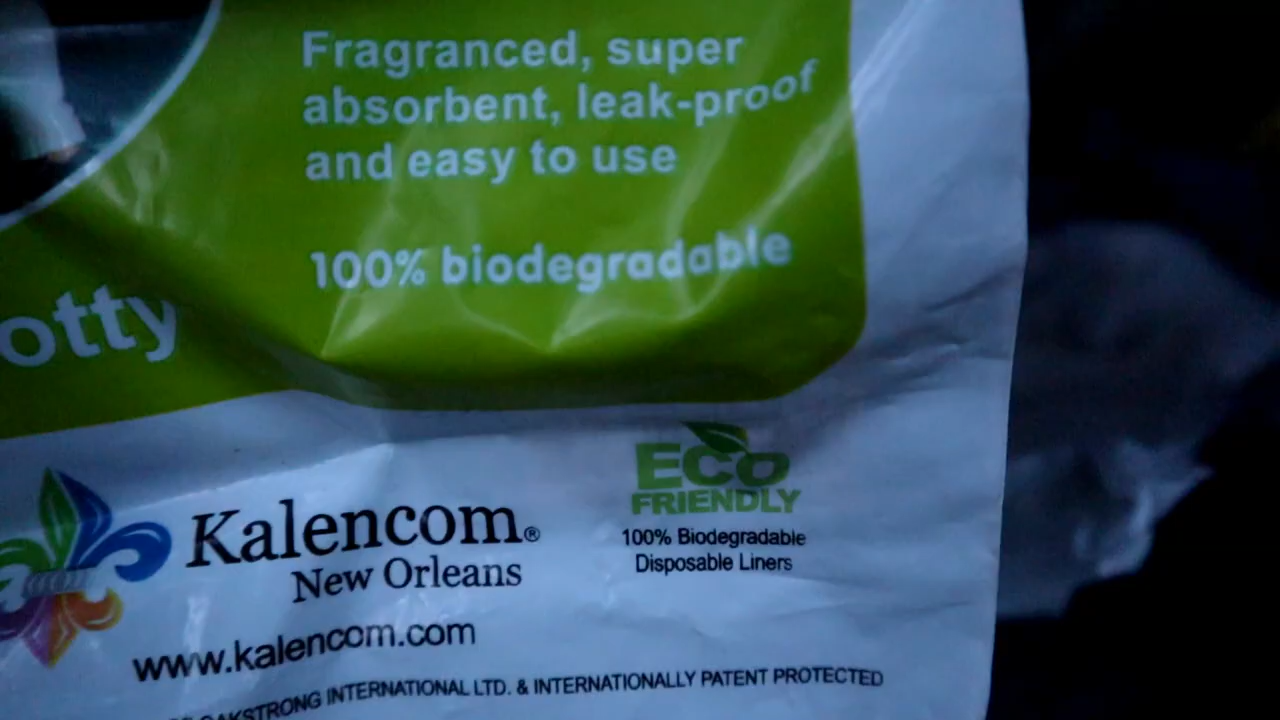 Fragranced, super
absorbent, leak-proof
and easy to use
100% biodegradable
otty
Kalencom®
New Orleans
www.kalencom.com
ECO
FRIENDLY
100% Biodegradable
Disposable Liners
OAKSTRONG INTERNATIONAL LTD. & INTERNATIONALLY PATENT PROTECTED